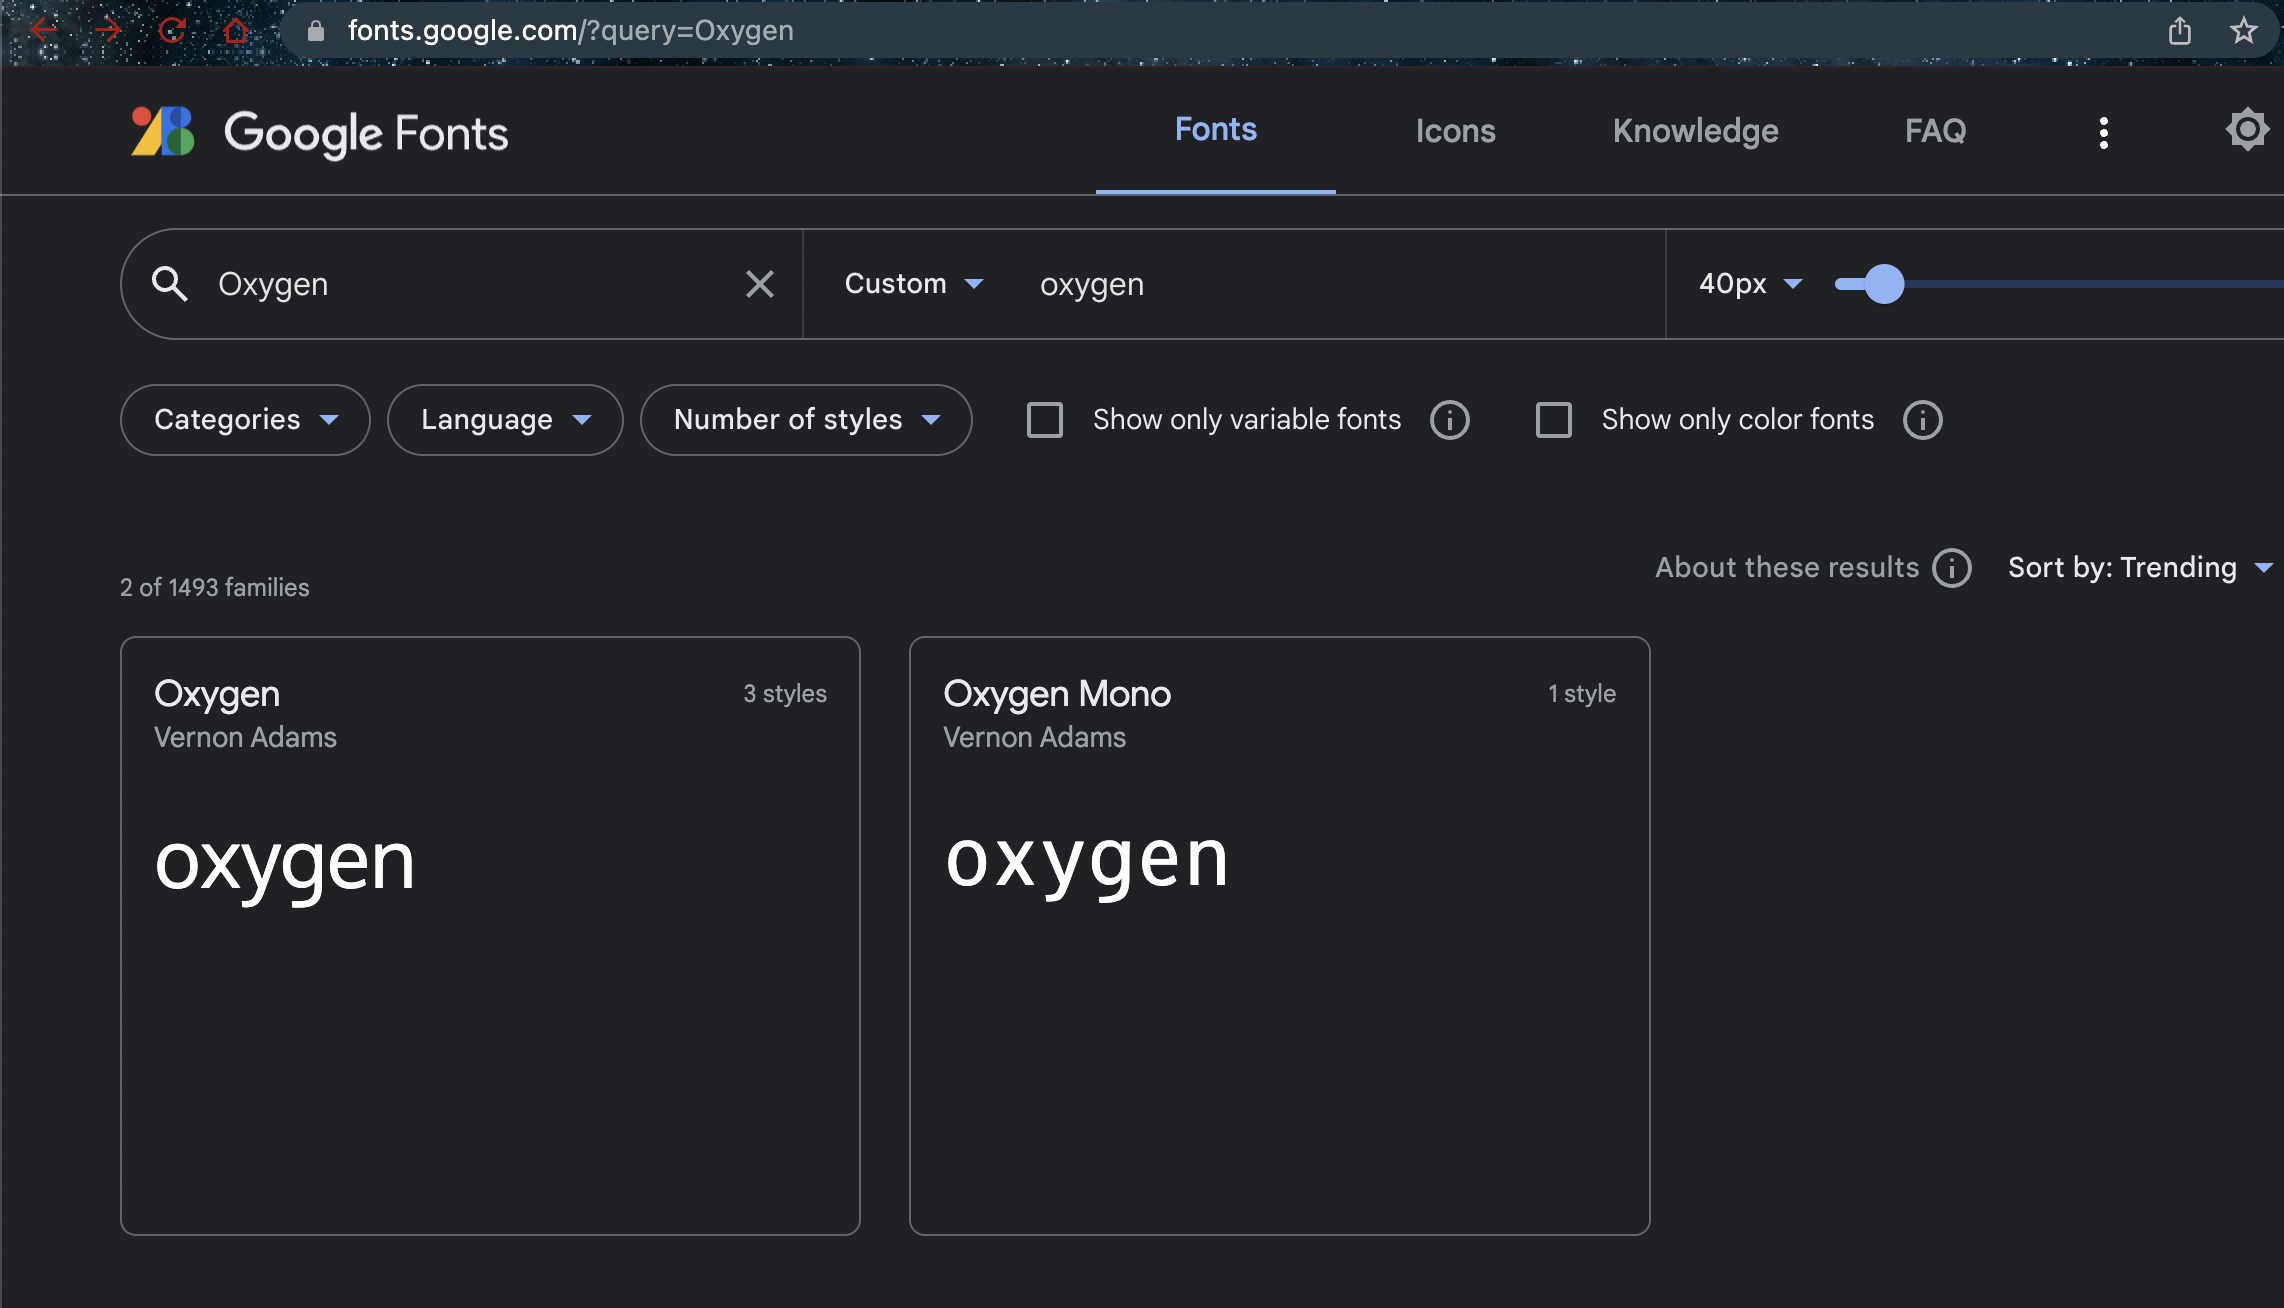 fonts.google.com/?query=Oxygen
Google Fonts
Fonts
Icons
Knowledge
FAQ
Oxygen
Custom
oxygen
40px
Categories
Language
Number of styles
Show only variable fonts
Show only color fonts
About these results
Sort by: Trending
2 of 1493 families
Oxygen
3 styles
Vernon Adams
oxygen
Oxygen Mono
1 style
Vernon Adams
oxygen